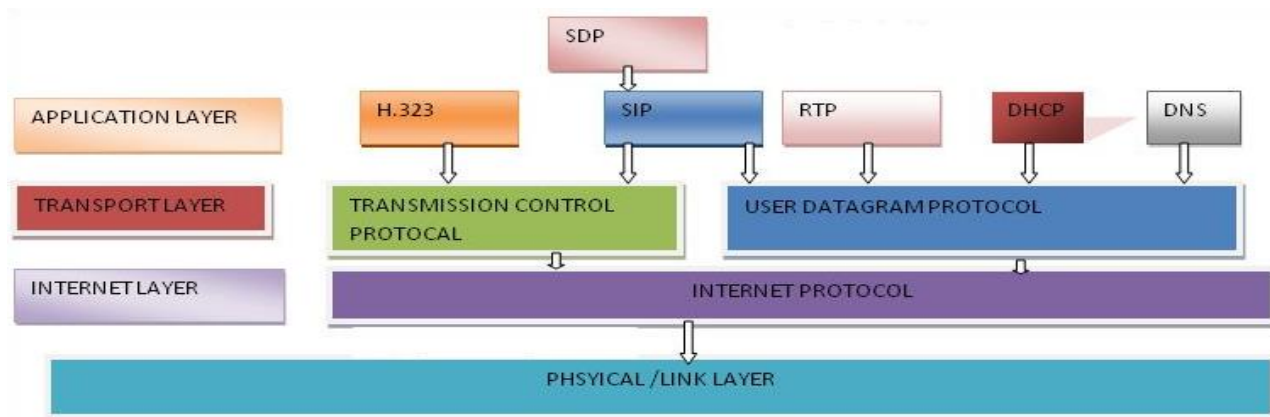 SDP
APPLICATION LAYER
H.323
SIP
RTP
DHCP
DNS
TRANSPORT LAYER
TRANSMISSION CONTROL
PROTOCAL
USER DATAGRAM PROTOCOL
INTERNET LAYER
INTERNET PROTOCOL
PHSYICAL /LINK LAYER